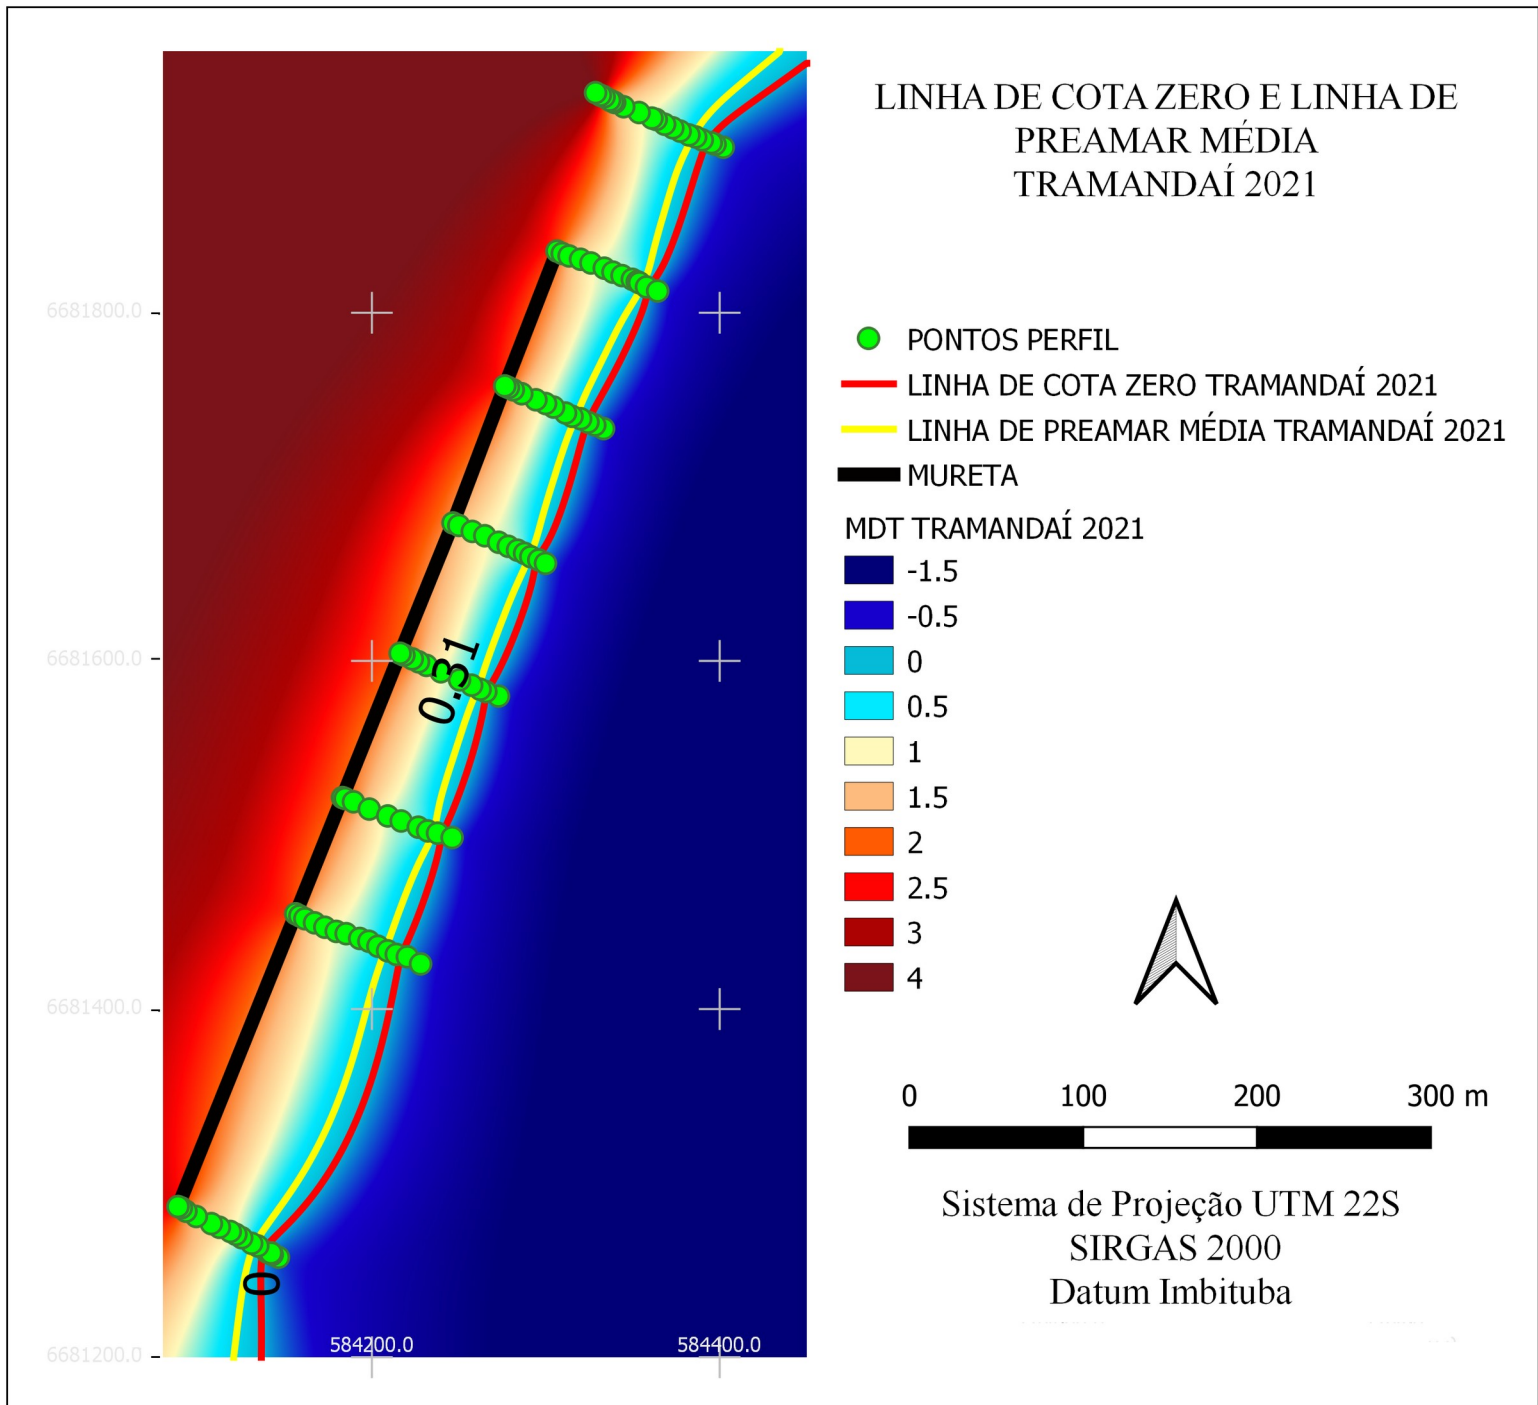 LINHA DE COTA ZERO E LINHA DE
PREAMAR MÉDIA
TRAMANDAÍ 2021
PONTOS PERFIL
LINHA DE COTA ZERO TRAMANDAÍ 2021
LINHA DE PREAMAR MÉDIA TRAMANDAÍ 2021
MURETA
MDT TRAMANDAÍ 2021
-1.5
-0.5
0
0.5
1
1.5
2
2.5
3
4
0 100 200 300 m
Sistema de Projeção UTM 22S
SIRGAS 2000
Datum Imbituba
6681800.0
6681600.0
6681400.0
6681200.0
584200.0 584400.0
0.31
0